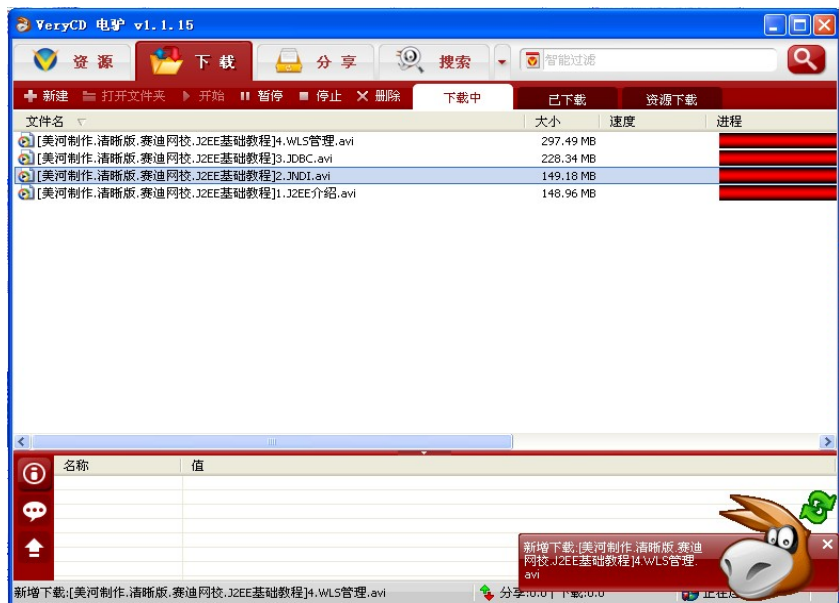 VeryCD 电驴 v1.1.15
资源 下载 分享 搜索 智能过滤
新建 打开文件夹 开始 暂停 停止 删除 下载中 已下载 资源下载
文件名 大小 速度 进程
[美河制作.清晰版.赛迪网校.J2EE基础教程]4.WLS管理.avi 297.49 MB
[美河制作.清晰版.赛迪网校.J2EE基础教程]3.JDBC.avi 228.34 MB
[美河制作.清晰版.赛迪网校.J2EE基础教程]2.JNDI.avi 149.18 MB
[美河制作.清晰版.赛迪网校.J2EE基础教程]1.J2EE介绍.avi 148.96 MB
名称 值
新增下载:[美河制作.清晰版.赛迪
网校.J2EE基础教程]4.WLS管理.
avi
新增下载:[美河制作.清晰版.赛迪网校.J2EE基础教程]4.WLS管理.avi 分享:0.0 | 下载:0.0 正在